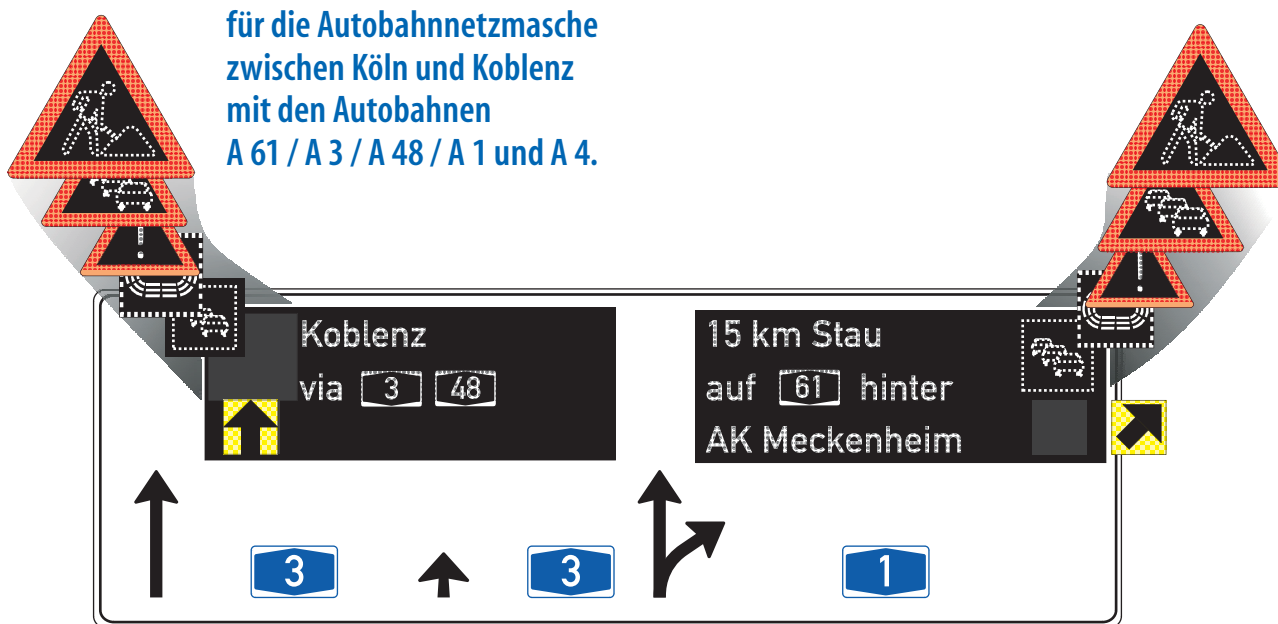 für die Autobahnnetzmasche
zwischen Köln und Koblenz
mit den Autobahnen
A 61 / A 3 / A 48 / A 1 und A 4.
Koblenz
via 3 48
15 km Stau
auf 61 hinter
AK Meckenheim
3 3 1